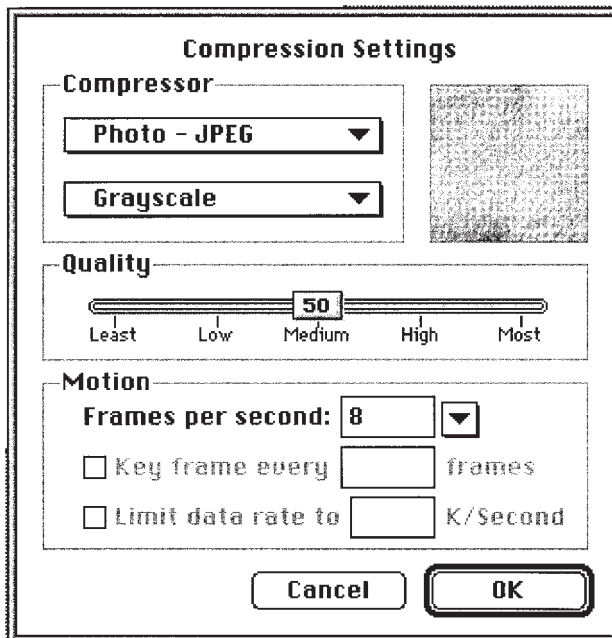 Compression Settings
Compressor
Photo - JPEG
Grayscale
Quality
50
Least Low Medium High Most
Motion
Frames per second: 8
Key frame every frames
Limit data rate to K/Second
Cancel OK